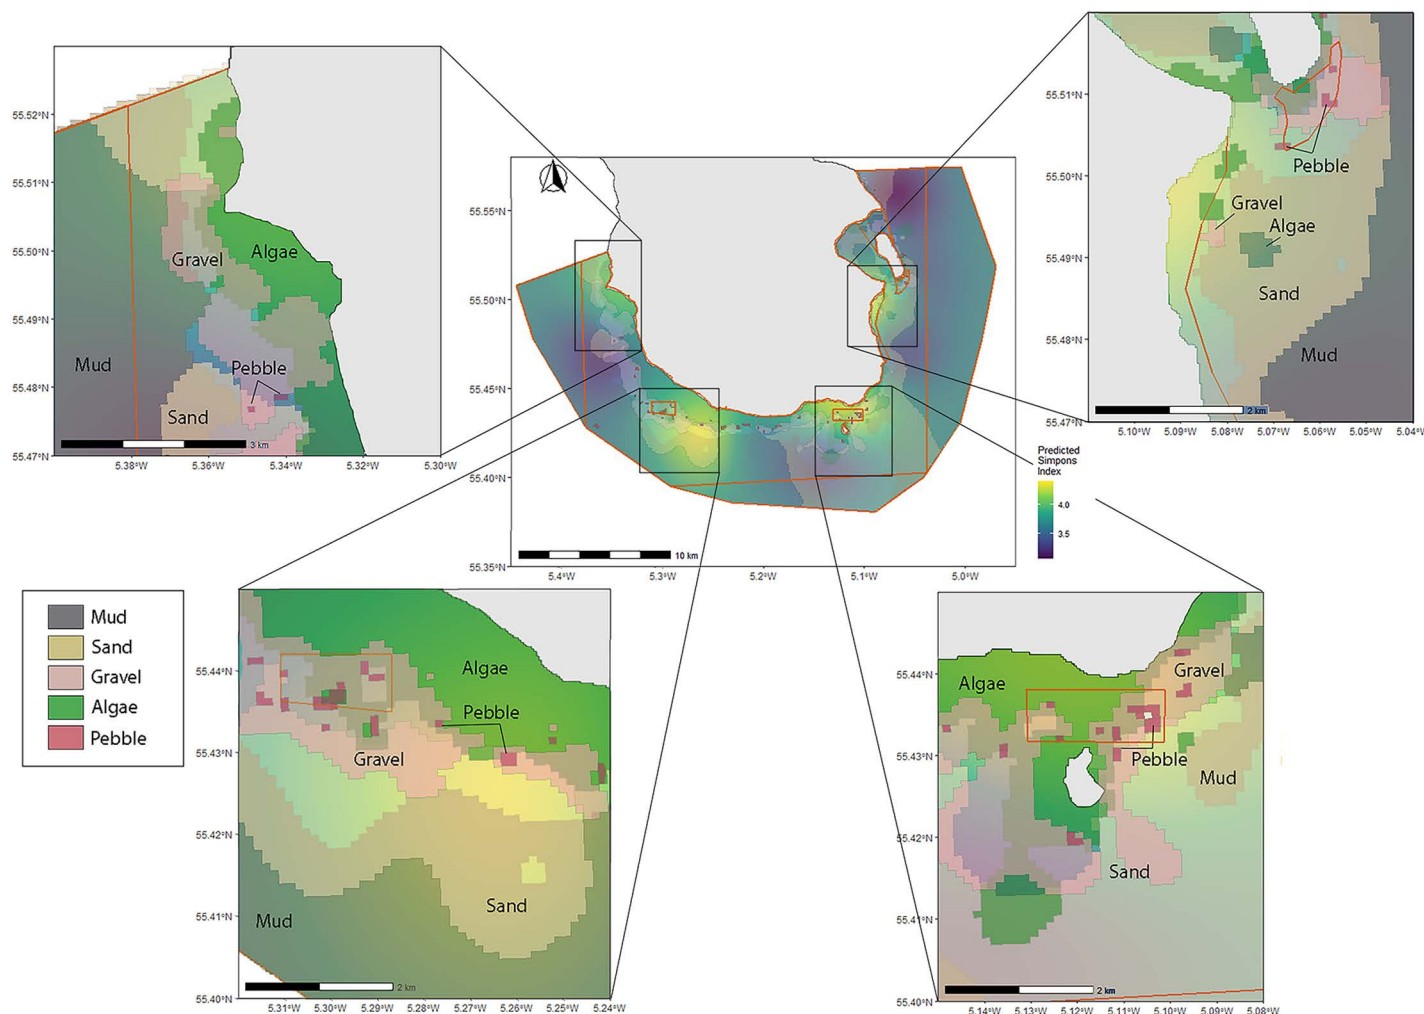 55.52°N
55.51°N
55.50°N
55.49°N
55.48°N
55.47°N
Gravel
Algae
Mud
Pebble
Sand
3 km
5.38°W
5.36°W
5.34°W
5.32°W
5.30°W
55.55°N
55.50°N
55.45°N
55.40°N
55.35°N
10 km
5.4°W
5.3°W
5.2°W
5.1°W
5.0°W
Predicted
Simpons
Index
4.0
3.5
55.51°N
55.50°N
55.49°N
55.48°N
55.47°N
Pebble
Gravel
Algae
Sand
Mud
2 km
5.10°W
5.09°W
5.08°W
5.07°W
5.06°W
5.05°W
5.04°W
Mud
Sand
Gravel
Algae
Pebble
55.44°N
55.43°N
55.42°N
55.41°N
55.40°N
Algae
Pebble
Gravel
Sand
Mud
2 km
5.31°W
5.30°W
5.29°W
5.28°W
5.27°W
5.26°W
5.25°W
5.24°W
55.44°N
55.43°N
55.42°N
55.41°N
55.40°N
Gravel
Algae
Pebble
Mud
Sand
2 km
5.14°W
5.13°W
5.12°W
5.11°W
5.10°W
5.09°W
5.08°W